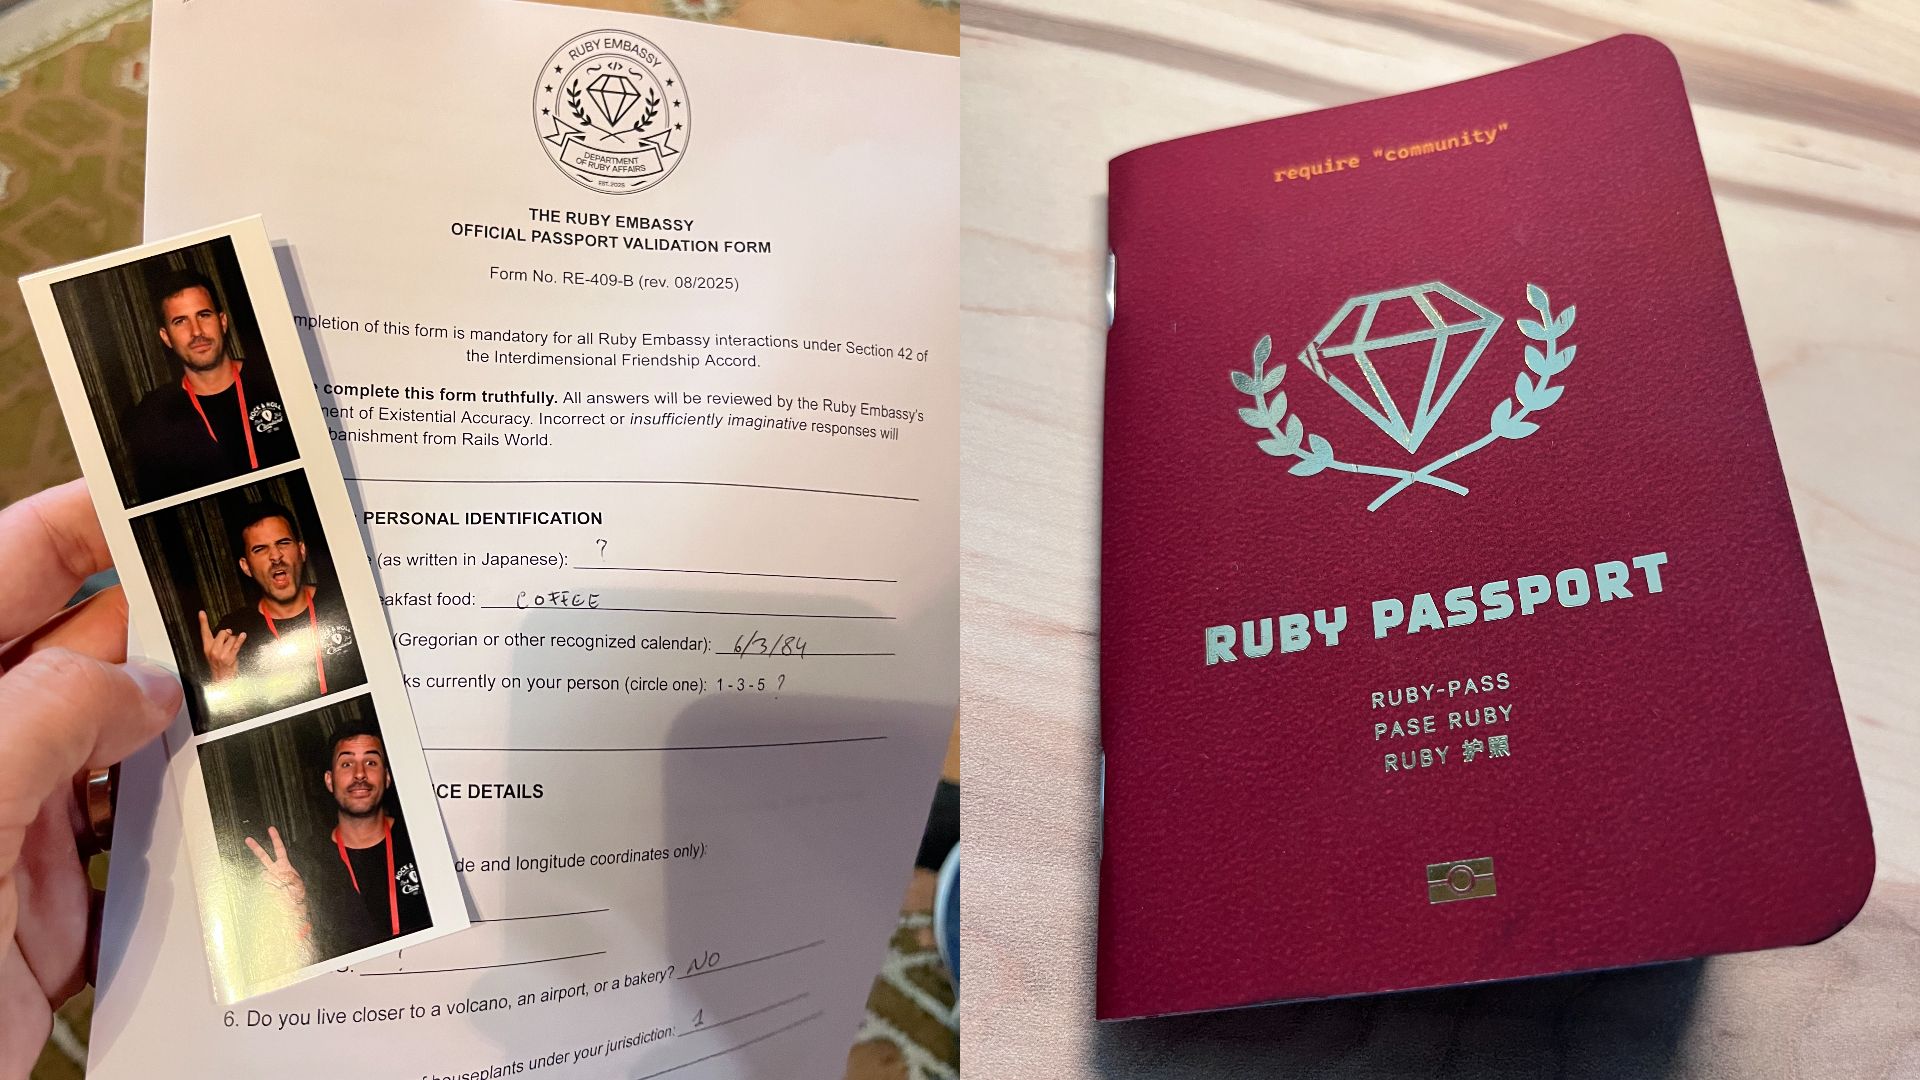 RUBY EMBASSY
</>
DEPARTMENT
OF RUBY AFFAIRS
EST. 2025
THE RUBY EMBASSY
OFFICIAL PASSPORT VALIDATION FORM
Form No. RE-409-B (rev. 08/2025)
mpletion of this form is mandatory for all Ruby Embassy interactions under Section 42 of
the Interdimensional Friendship Accord.
complete this form truthfully. All answers will be reviewed by the Ruby Embassy's
ment of Existential Accuracy. Incorrect or insufficiently imaginative responses will
banishment from Rails World.
PERSONAL IDENTIFICATION
(as written in Japanese): ?
akfast food: COFFEE
(Gregorian or other recognized calendar): 6/3/84
ks currently on your person (circle one): 1 - 3 - 5 ?
CE DETAILS
de and longitude coordinates only):
6. Do you live closer to a volcano, an airport, or a bakery? NO
houseplants under your jurisdiction: 1
ROCK & ROLL
require "community"
RUBY PASSPORT
RUBY-PASS
PASE RUBY
RUBY 护照